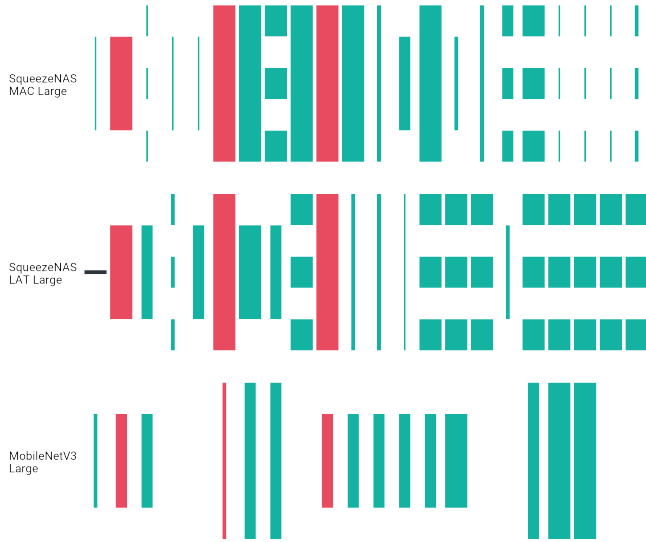 SqueezeNAS
MAC Large
SqueezeNAS
LAT Large
MobileNetV3
Large